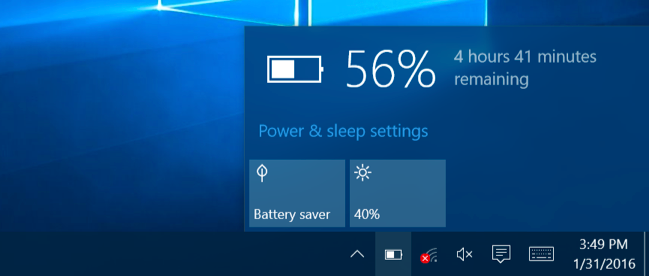 56%
4 hours 41 minutes
remaining
Power & sleep settings
Battery saver
40%
3:49 PM
1/31/2016